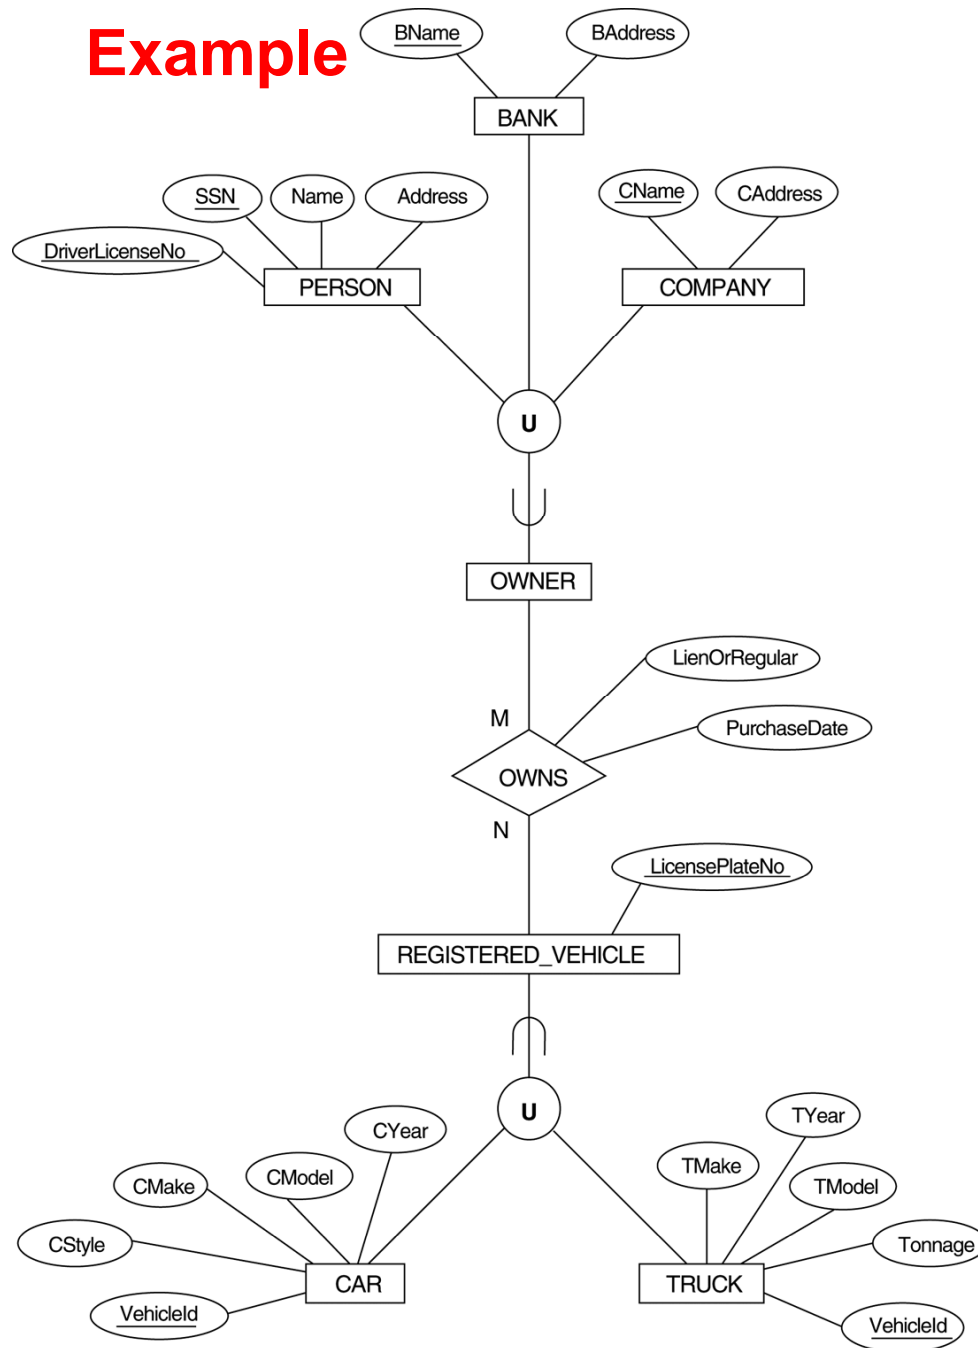 Example
BName
BAddress
BANK
SSN
Name
Address
CName
CAddress
DriverLicenseNo
PERSON
COMPANY
U
OWNER
LienOrRegular
M
PurchaseDate
OWNS
N
LicensePlateNo
REGISTERED_VEHICLE
U
CYear
TYear
CMake
CModel
TMake
TModel
CStyle
Tonnage
CAR
TRUCK
VehicleId
VehicleId